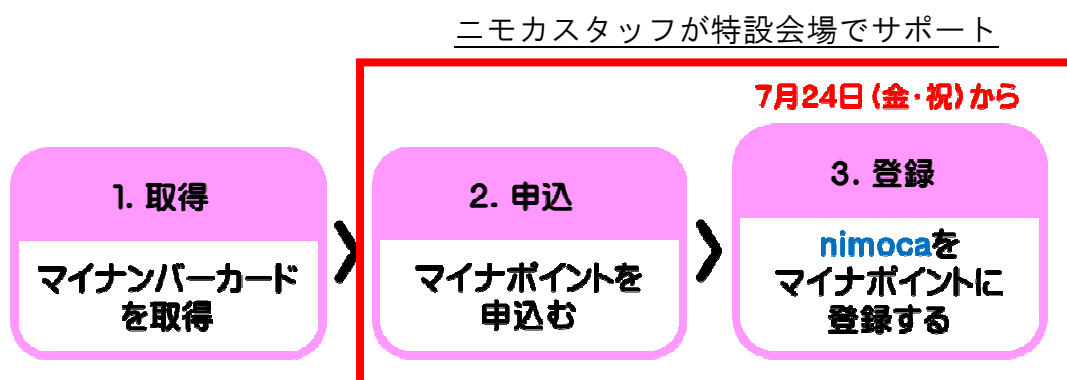 ニモカスタッフが特設会場でサポート
7月24日(金・祝)から
1. 取得
マイナンバーカード
を取得
2. 申込
マイナポイントを
申込む
3. 登録
nimocaを
マイナポイントに
登録する